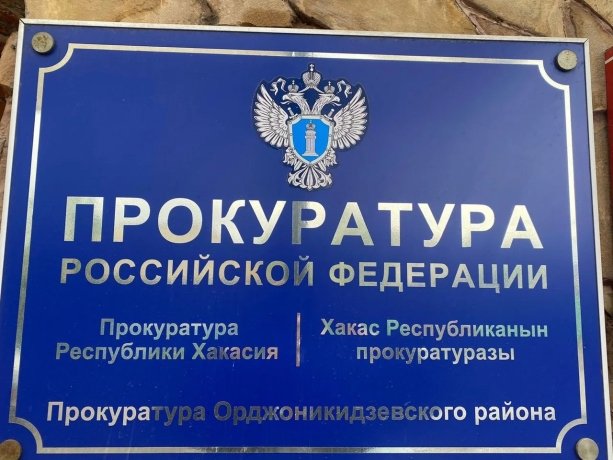 ПРОКУРАТУРА
РОССИЙСКОЙ ФЕДЕРАЦИИ
Прокуратура
Республики Хакасия
Хакас Республиканын
прокуратуразы
Прокуратура Орджоникидзевского района